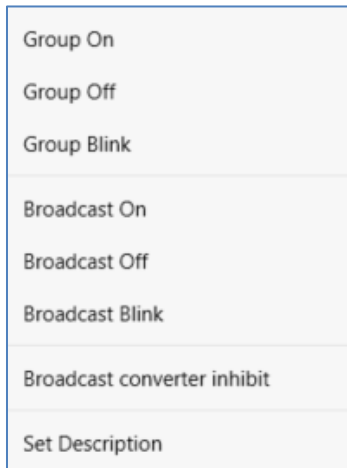 Group On
Group Off
Group Blink
Broadcast On
Broadcast Off
Broadcast Blink
Broadcast converter inhibit
Set Description